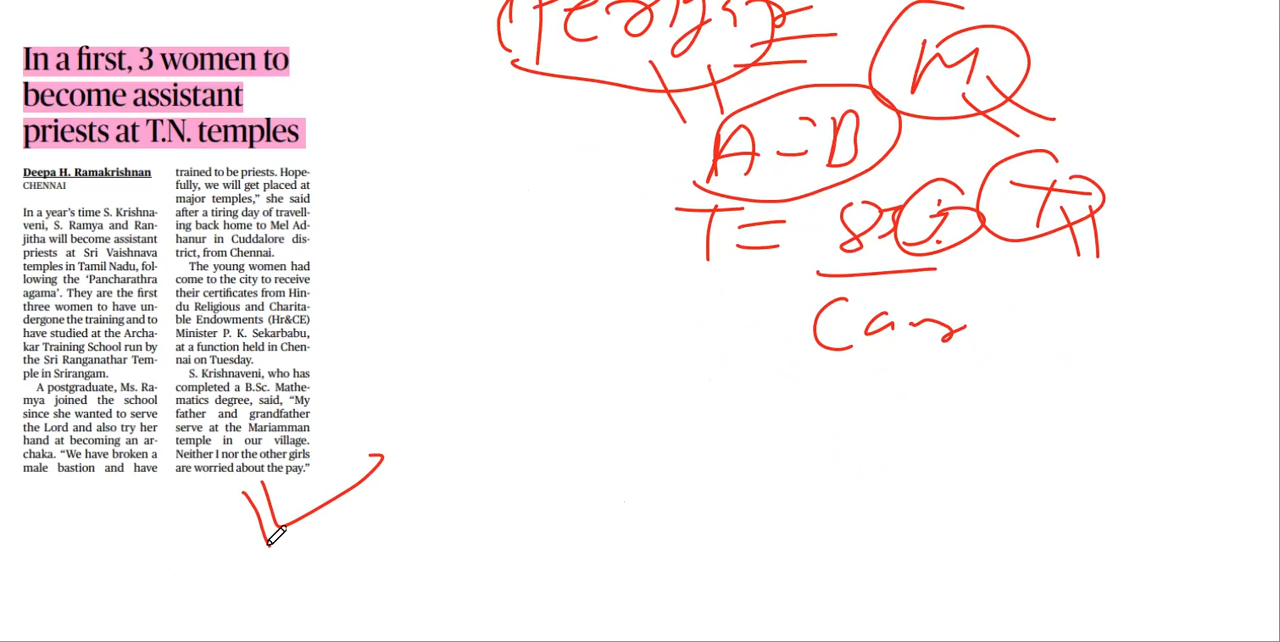 In a first, 3 women to
become assistant
priests at T.N. temples
Deepa H. Ramakrishnan
CHENNAI
In a year's time S. Krishna-
veni, S. Ramya and Ran-
jitha will become assistant
priests at Sri Vaishnava
temples in Tamil Nadu, fol-
lowing the 'Pancharathra
agama'. They are the first
three women to have un-
dergone the training and to
have studied at the Archa-
kar Training School run by
the Sri Ranganathar Tem-
ple in Srirangam.
A postgraduate, Ms. Ra-
mya joined the school
since she wanted to serve
the Lord and also try her
hand at becoming an ar-
chaka. “We have broken a
male bastion and have
trained to be priests. Hope-
fully, we will get placed at
major temples,” she said
after a tiring day of travell-
ing back home to Mel Ad-
hanur in Cuddalore dis-
trict, from Chennai.
The young women had
come to the city to receive
their certificates from Hin-
du Religious and Charita-
ble Endowments (Hr&CE)
Minister P. K. Sekarbabu,
at a function held in Chen-
nai on Tuesday.
S. Krishnaveni, who has
completed a B.Sc. Mathe-
matics degree, said, “My
father and grandfather
serve at the Mariamman
temple in our village.
Neither I nor the other girls
are worried about the pay.”
M
A = B
T =